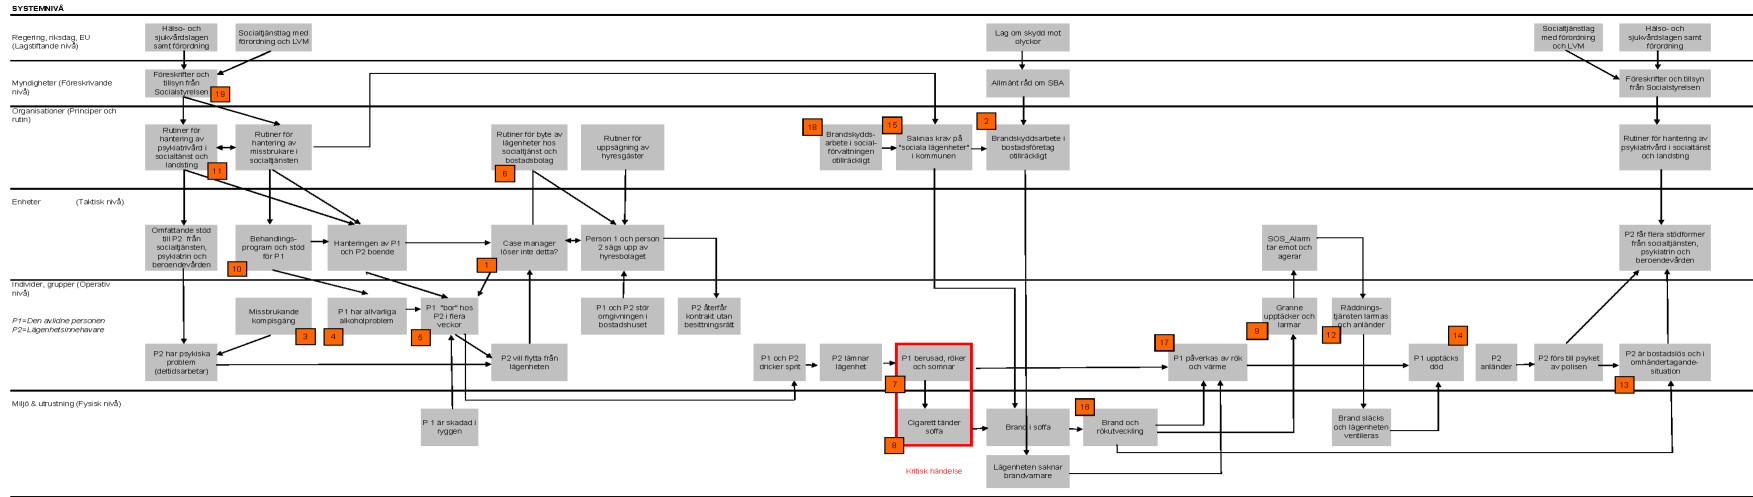 SYSTEMNIVÅ
Regering, riksdag, EU
(Lagstiftande nivå)
Hälso- och
sjukvårdslagen
samt förordning
Socialtjänstlag med
förordning och LVM
Lag om skydd mot
olyckor
Socialtjänstlag
med förordning
och LVM
Hälso- och
sjukvårdslagen samt
förordning
Myndigheter (Föreskrivande
nivå)
Föreskrifter och
tillsyn från
Socialstyrelsen
19
Allmänt råd om SBA
Föreskrifter och tillsyn
från Socialstyrelsen
Organisationer (Principer och
rutin)
Rutiner för
hantering av
psykiatrivård i
socialtänst och
landsting
11
Rutiner för
hantering av
missbrukare i
socialtjänsten
Rutiner för byte av
lägenheter hos
socialtjänst och
bostadsbolag
6
Rutiner för
uppsägning av
hyresgäster
18
Brandskydds-
arbete i social-
förvaltningen
otillräckligt
15
Saknas krav på
"sociala lägenheter"
i kommunen
2
Brandskyddsarbete i
bostadsföretag
otillräckligt
Rutiner för hantering av
psykiatrivård i socialtänst
och landsting
Enheter (Taktisk nivå)
Omfattande stöd
till P2 från
socialtjänsten,
psykiatrin och
beroendevården
Behandlings-
program och stöd
för P1
10
Hanteringen av P1
och P2 boende
Case manager
löser inte detta?
1
Person 1 och person
2 sägs upp av
hyresbolaget
SOS_Alarm
tar emot och
agerar
P2 får flera stödformer
från socialtjänsten,
psykiatrin och
beroendevården
Individer, grupper (Operativ
nivå)
P1=Den avlidne personen
P2=Lägenhetsinnehavare
Missbrukande
kompisgäng
3
P1 har allvarliga
alkoholproblem
4
P1 "bor" hos
P2 i flera
veckor
5
P1 och P2 stör
omgivningen i
bostadshuset
P2 återfår
kontrakt utan
besittningsrätt
Granne
upptäcker och
larmar
9
Räddnings-
tjänsten larmas
och anländer
12
P2 har psykiska
problem
(deltidsarbetar)
P2 vill flytta från
lägenheten
P1 och P2
dricker sprit
P2 lämnar
lägenhet
P1 berusad, röker
och somnar
7
17
P1 påverkas av rök
och värme
14
P1 upptäcks
död
P2
anländer
P2 förs till psyket
av polisen
P2 är bostadslös och i
omhändertagande-
situation
13
Miljö & utrustning (Fysisk nivå)
P 1 är skadad i
ryggen
Cigarett tänder
soffa
8
Brand i soffa
16
Brand och
rökutveckling
Brand släcks
och lägenheten
ventileras
Kritisk händelse
Lägenheten saknar
brandvarnare